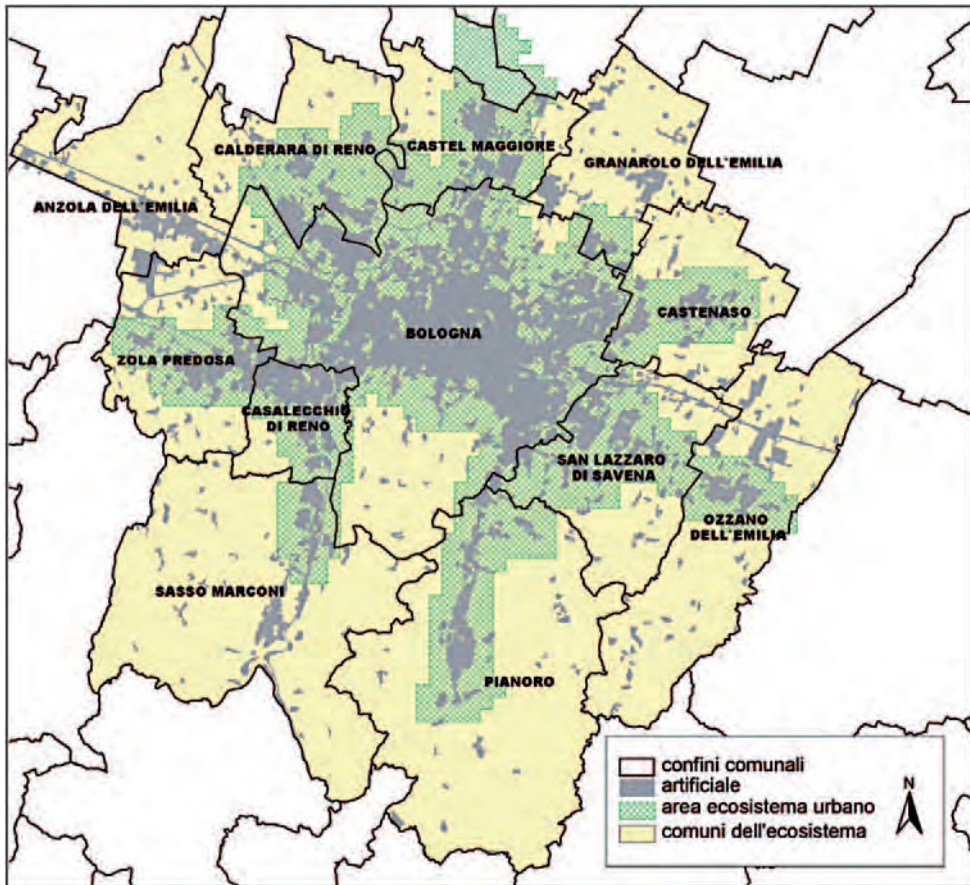 CALDERARA DI RENO
CASTEL MAGGIORE
GRANAROLO DELL'EMILIA
ANZOLA DELL'EMILIA
CASTENASO
BOLOGNA
ZOLA PREDOSA
CASALECCHIO
DI RENO
SAN LAZZARO
DI SAVENA
OZZANO
DELL'EMILIA
SASSO MARCONI
PIANORO
confini comunali
artificiale
area ecosistema urbano
comuni dell'ecosistema
N